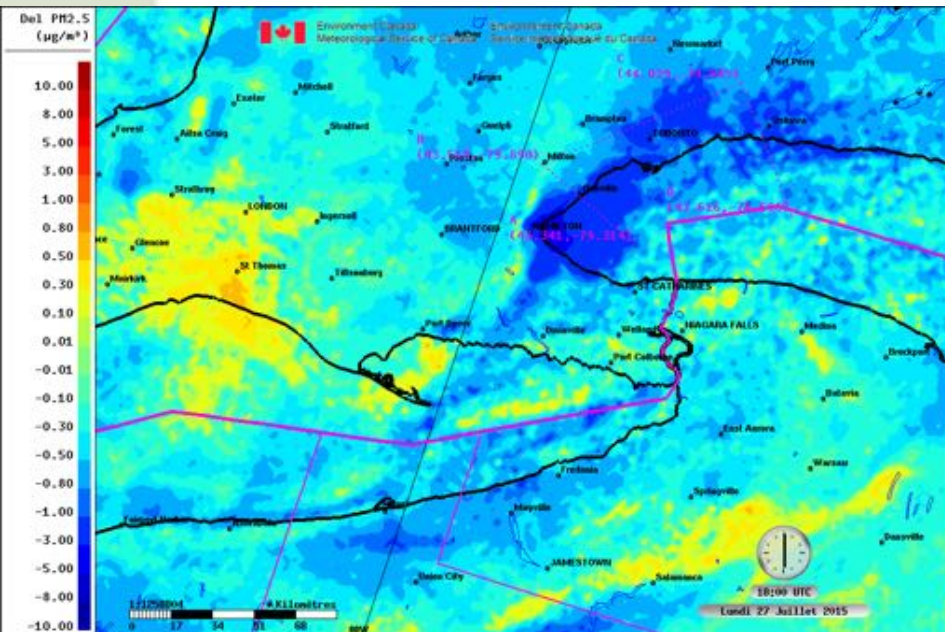 Del PM2.5
(µg/m³)
10.00
8.00
5.00
3.00
1.00
0.80
0.50
0.30
0.10
0.01
-0.01
-0.10
-0.30
-0.50
-0.80
-1.00
-3.00
-5.00
-8.00
-10.00
Environment Canada
Meteorological Service of Canada
Environnement Canada
Service météorologique du Canada
Newmarket
Port Perry
Fergus
Mitchell
Exeter
Forest
Ailsa Craig
Stratford
Guelph
Brampton
TORONTO
Oshawa
Milton
Strathroy
LONDON
Ingersoll
BRANTFORD
Glencoe
St Thomas
Tillsonburg
ST CATHARINES
Port Dover
Dunnville
Welland
NIAGARA FALLS
Medina
Port Colborne
Brockport
Batavia
East Aurora
Warsaw
Fredonia
Springville
Mayville
Dansville
JAMESTOWN
Union City
Salamanca
A
B
C
Kilomètres
0 17 34 51 68
18:00 UTC
Lundi 27 Juillet 2015